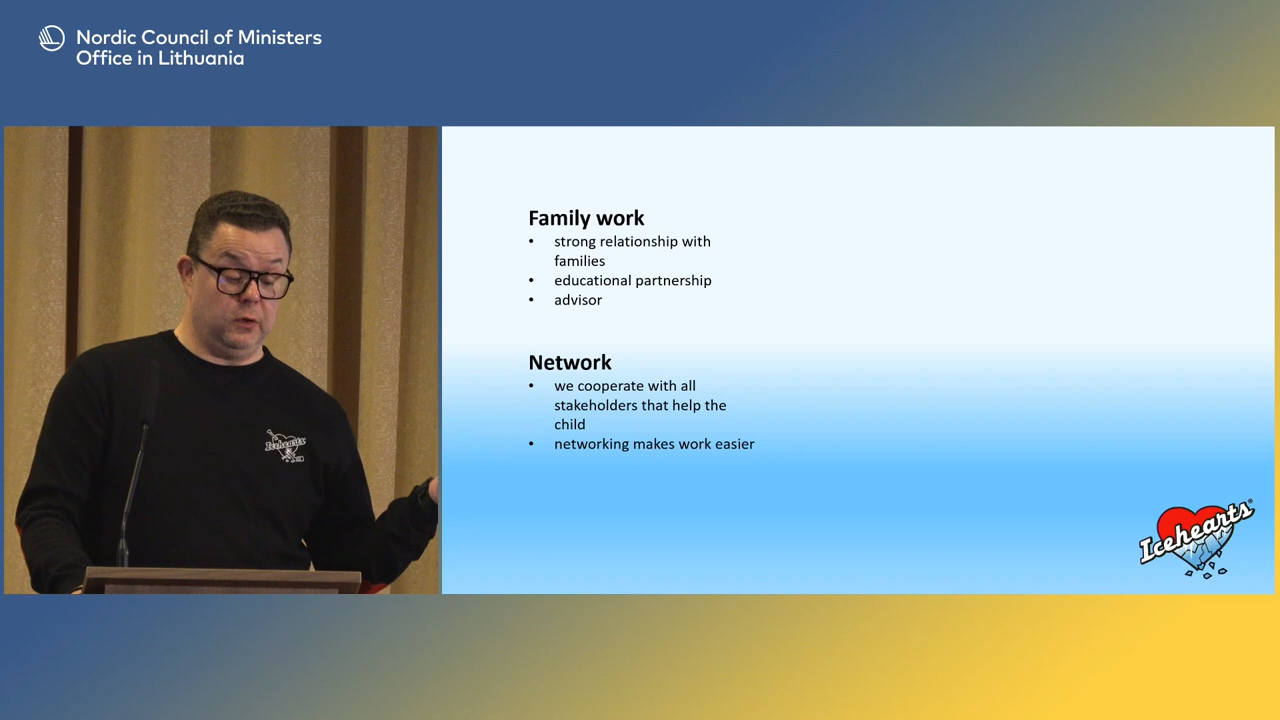 Nordic Council of Ministers
Office in Lithuania
Family work
• strong relationship with
families
• educational partnership
• advisor
Network
• we cooperate with all
stakeholders that help the
child
• networking makes work easier
Icehearts
Icehearts®